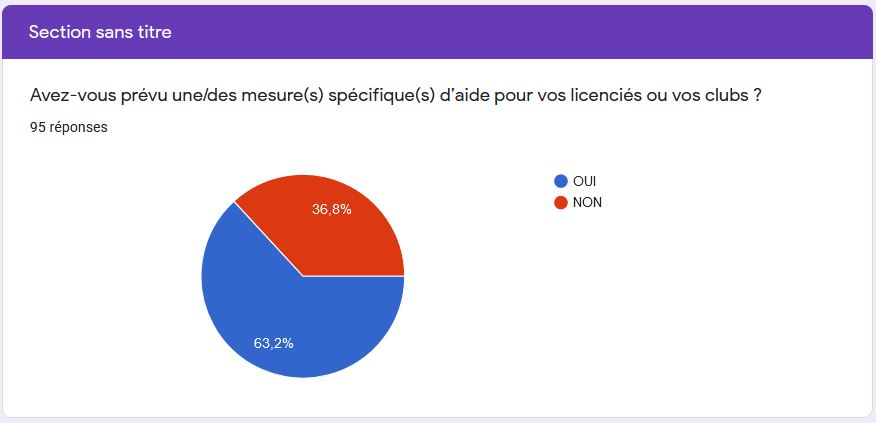 Section sans titre
Avez-vous prévu une/des mesure(s) spécifique(s) d’aide pour vos licenciés ou vos clubs ?
95 réponses
OUI
NON
36,8%
63,2%